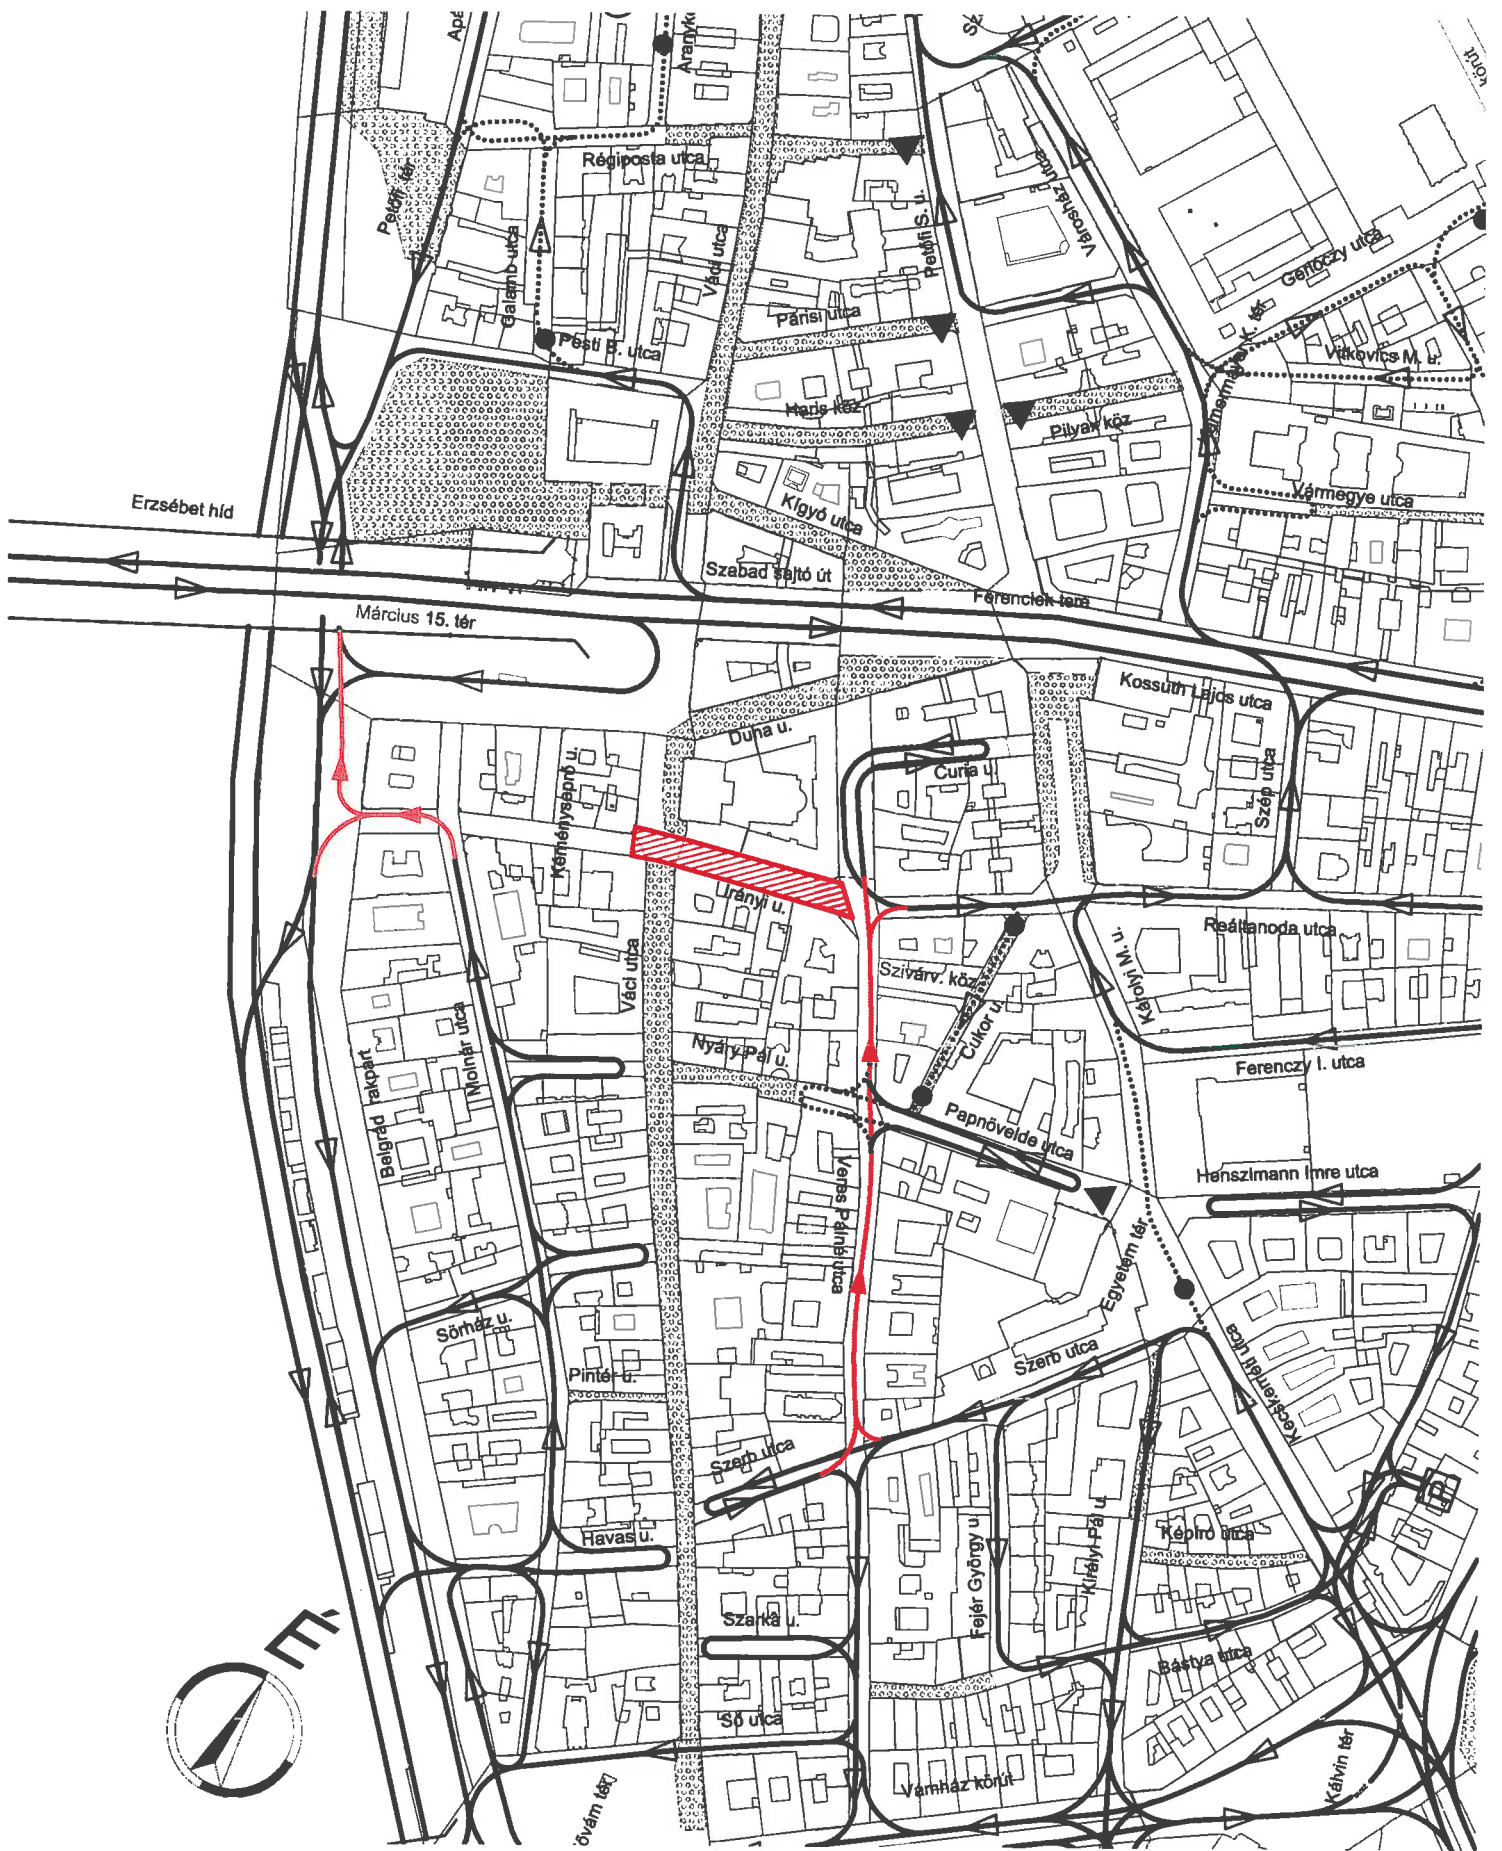 Régiposta utca
Petőfi tér
Galamb utca
Váci utca
Petőfi S. u.
Városház utca
Gerlóczy utca
Párisi utca
Pesti B. utca
Vitkovics M. u.
Haris köz
Pilvax köz
Vármegye utca
Kígyó utca
Erzsébet híd
Szabad sajtó út
Ferenciek tere
Március 15. tér
Kossuth Lajos utca
Duna u.
Curia u.
Kéményseprő u.
Szép utca
Irányi u.
Reáltanoda utca
Váci utca
Szivárv. köz
Károlyi M. u.
Cukor u.
Molnár utca
Nyáry Pál u.
Ferenczy I. utca
Belgrád rakpart
Papnövelde utca
Henszlmann Imre utca
Veres Pálné utca
Egyetem tér
Sörház u.
Szerb utca
Pintér u.
Kecskeméti utca
Szerb utca
P
Havas u.
Fejér György u.
Királyi Pál u.
Képíró utca
Szarka u.
É
Bástya utca
Só utca
Vámház körút
Kálvin tér